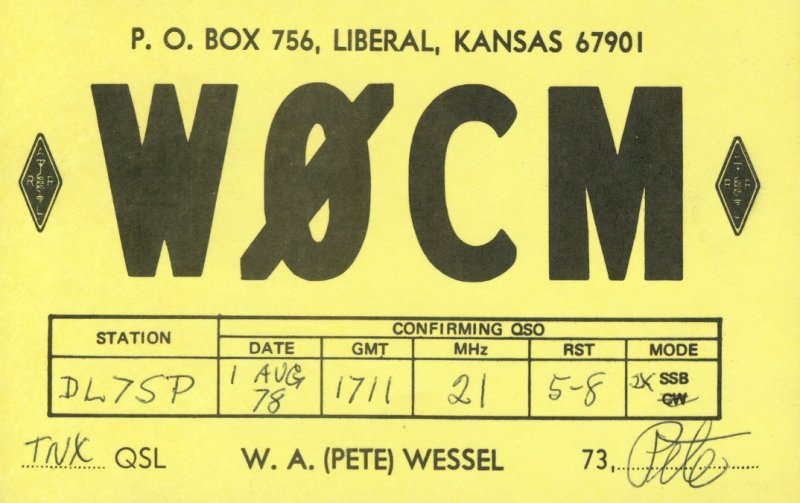 P. O. BOX 756, LIBERAL, KANSAS 67901
WØCM
STATION
CONFIRMING QSO
DATE GMT MHz RST MODE
DL7SP 1 AUG 78 1711 21 5-8 2X SSB
CW
TNX QSL W. A. (PETE) WESSEL 73, Pete